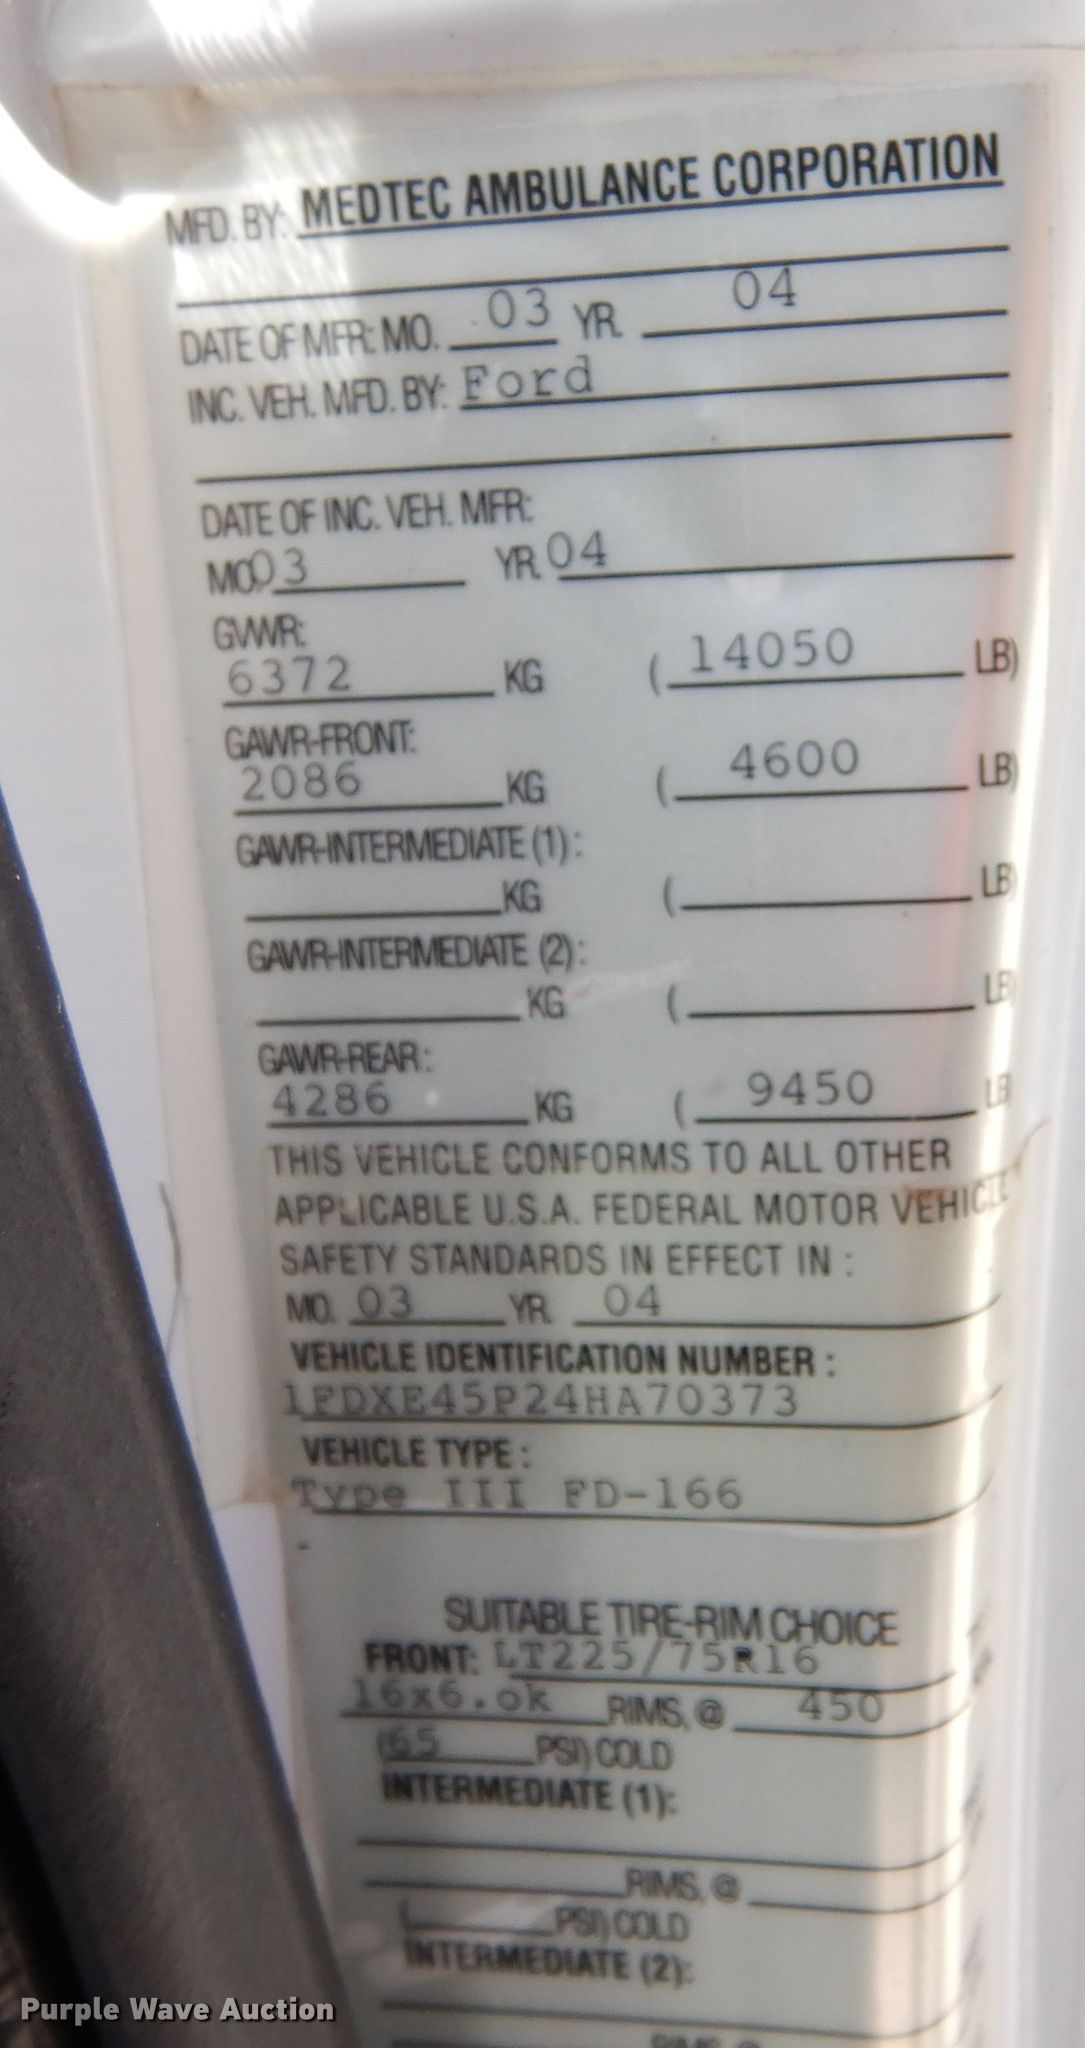 MFD. BY: MEDTEC AMBULANCE CORPORATION
DATE OF MFR: MO. 03 YR. 04
INC. VEH. MFD. BY: Ford
DATE OF INC. VEH. MFR:
MO. 03 YR. 04
GVWR:
6372 KG ( 14050 LB)
GAWR-FRONT:
2086 KG ( 4600 LB)
GAWR-INTERMEDIATE (1) :
KG ( LB)
GAWR-INTERMEDIATE (2) :
KG ( LB)
GAWR-REAR :
4286 KG ( 9450 LB
THIS VEHICLE CONFORMS TO ALL OTHER
APPLICABLE U.S.A. FEDERAL MOTOR VEHICLE
SAFETY STANDARDS IN EFFECT IN :
MO. 03 YR. 04
VEHICLE IDENTIFICATION NUMBER :
1FDXE45P24HA70373
VEHICLE TYPE :
Type III FD-166
SUITABLE TIRE-RIM CHOICE
FRONT: LT225/75R16
16x6.0k RIMS, @ 450
(65 PSI) COLD
INTERMEDIATE (1):
RIMS, @
( PSI) COLD
INTERMEDIATE (2):
RIMS, @
Purple Wave Auction